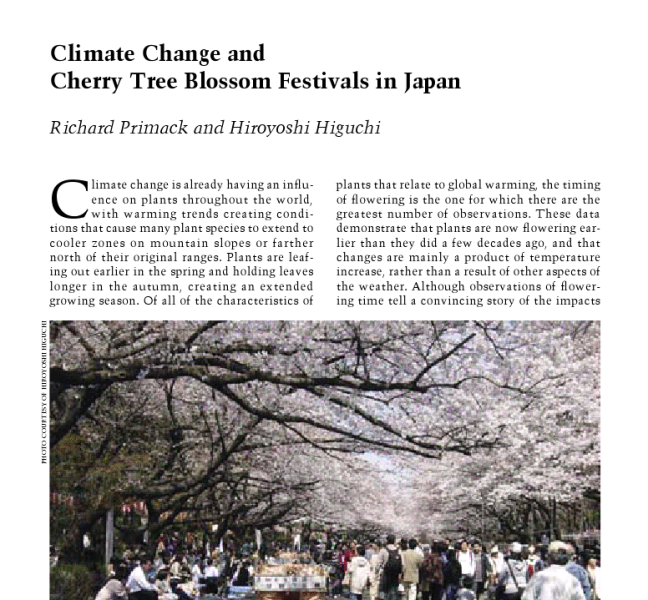 Climate Change and
Cherry Tree Blossom Festivals in Japan
Richard Primack and Hiroyoshi Higuchi
Climate change is already having an influ-
ence on plants throughout the world,
with warming trends creating condi-
tions that cause many plant species to extend to
cooler zones on mountain slopes or farther
north of their original ranges. Plants are leaf-
ing out earlier in the spring and holding leaves
longer in the autumn, creating an extended
growing season. Of all of the characteristics of
plants that relate to global warming, the timing
of flowering is the one for which there are the
greatest number of observations. These data
demonstrate that plants are now flowering ear-
lier than they did a few decades ago, and that
changes are mainly a product of temperature
increase, rather than a result of other aspects of
the weather. Although observations of flower-
ing time tell a convincing story of the impacts
PHOTO COURTESY OF HIROYOSHI HIGUCHI